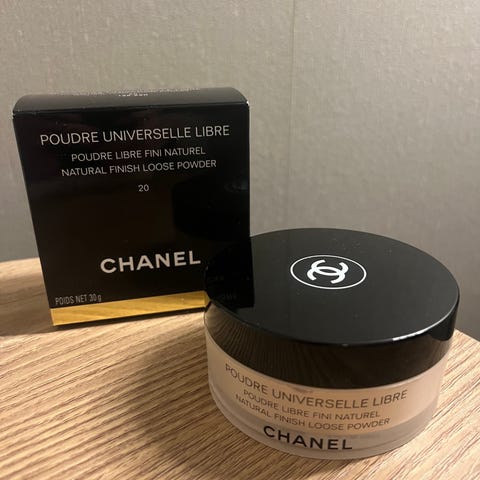 POUDRE UNIVERSELLE LIBRE
POUDRE LIBRE FINI NATUREL
NATURAL FINISH LOOSE POWDER
20
CHANEL
POIDS NET 30 g
POUDRE UNIVERSELLE LIBRE
POUDRE LIBRE FINI NATUREL
NATURAL FINISH LOOSE POWDER
CHANEL